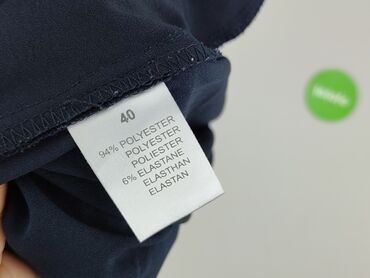 40
94% POLYESTER
POLYESTER
POLIESTER
6% ELASTANE
ELASTHAN
ELASTAN